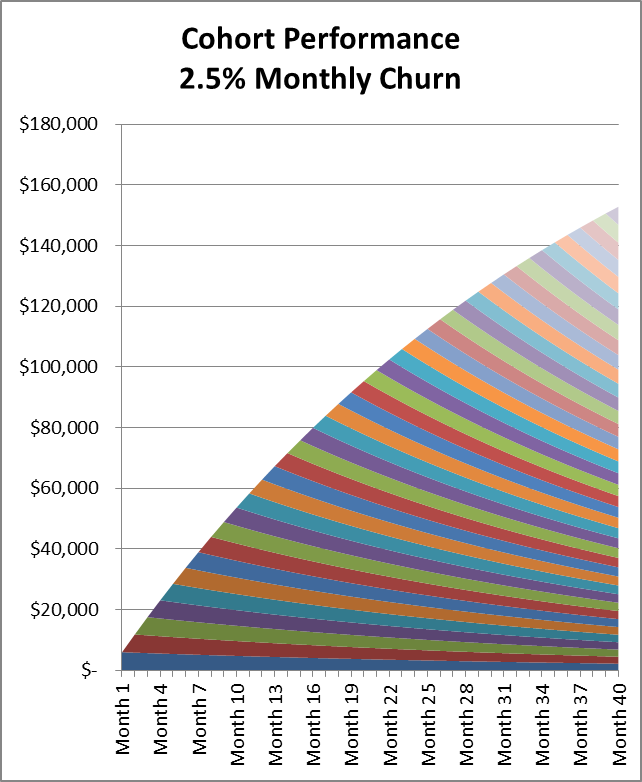 Cohort Performance
2.5% Monthly Churn
$180,000
$160,000
$140,000
$120,000
$100,000
$80,000
$60,000
$40,000
$20,000
$-
Month 1
Month 4
Month 7
Month 10
Month 13
Month 16
Month 19
Month 22
Month 25
Month 28
Month 31
Month 34
Month 37
Month 40